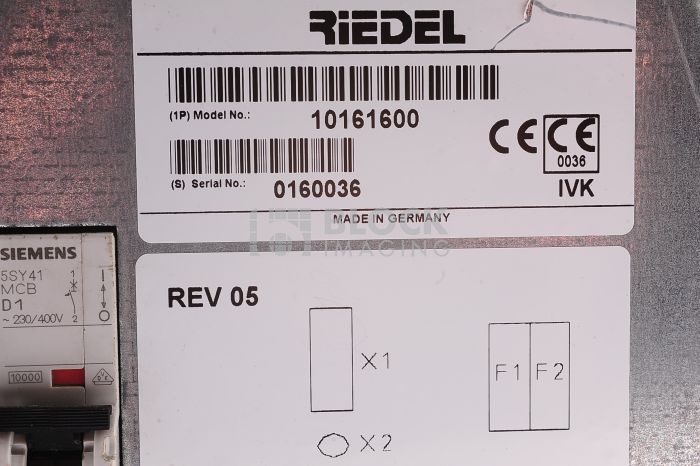 RIEDEL
(1P) Model No.: 10161600
CE CE
0036
(S) Serial No.: 0160036
IVK
MADE IN GERMANY
BLOCK
IMAGING
SIEMENS
5SY41 1
MCB
D1
~ 230/400V 2
10000
REV 05
X1
F1 F2
X2